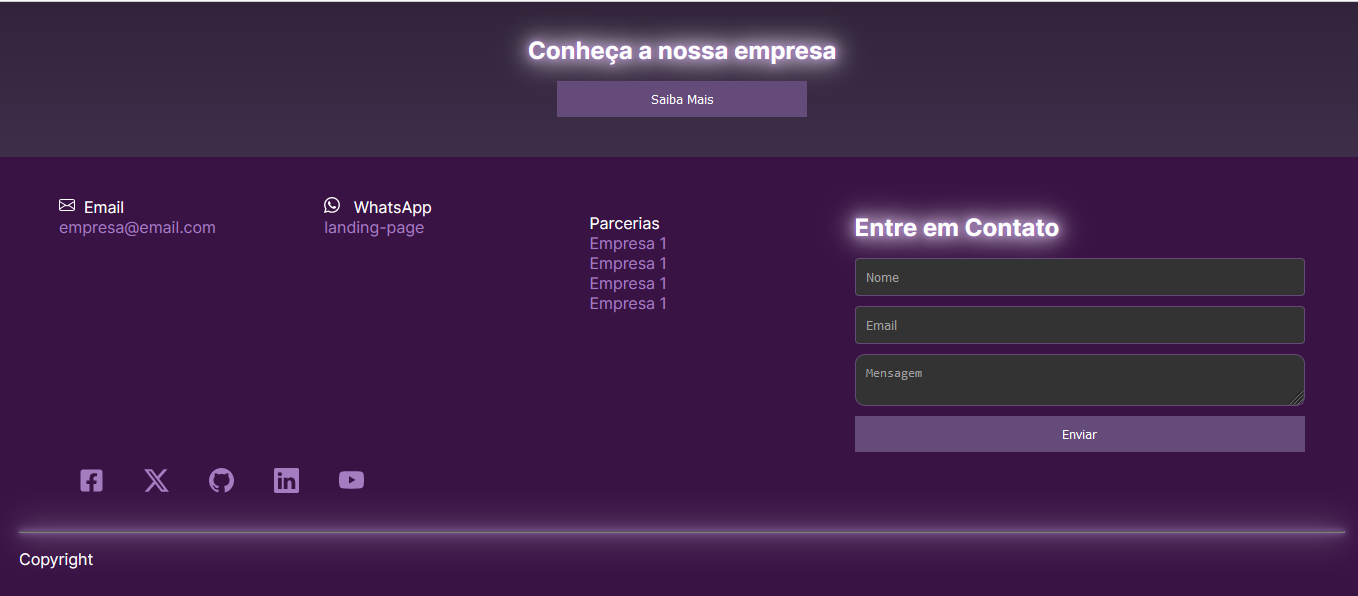 Conheça a nossa empresa
Saiba Mais
Email
empresa@email.com
WhatsApp
landing-page
Parcerias
Empresa 1
Empresa 1
Empresa 1
Empresa 1
Entre em Contato
Nome
Email
Mensagem
Enviar
Copyright